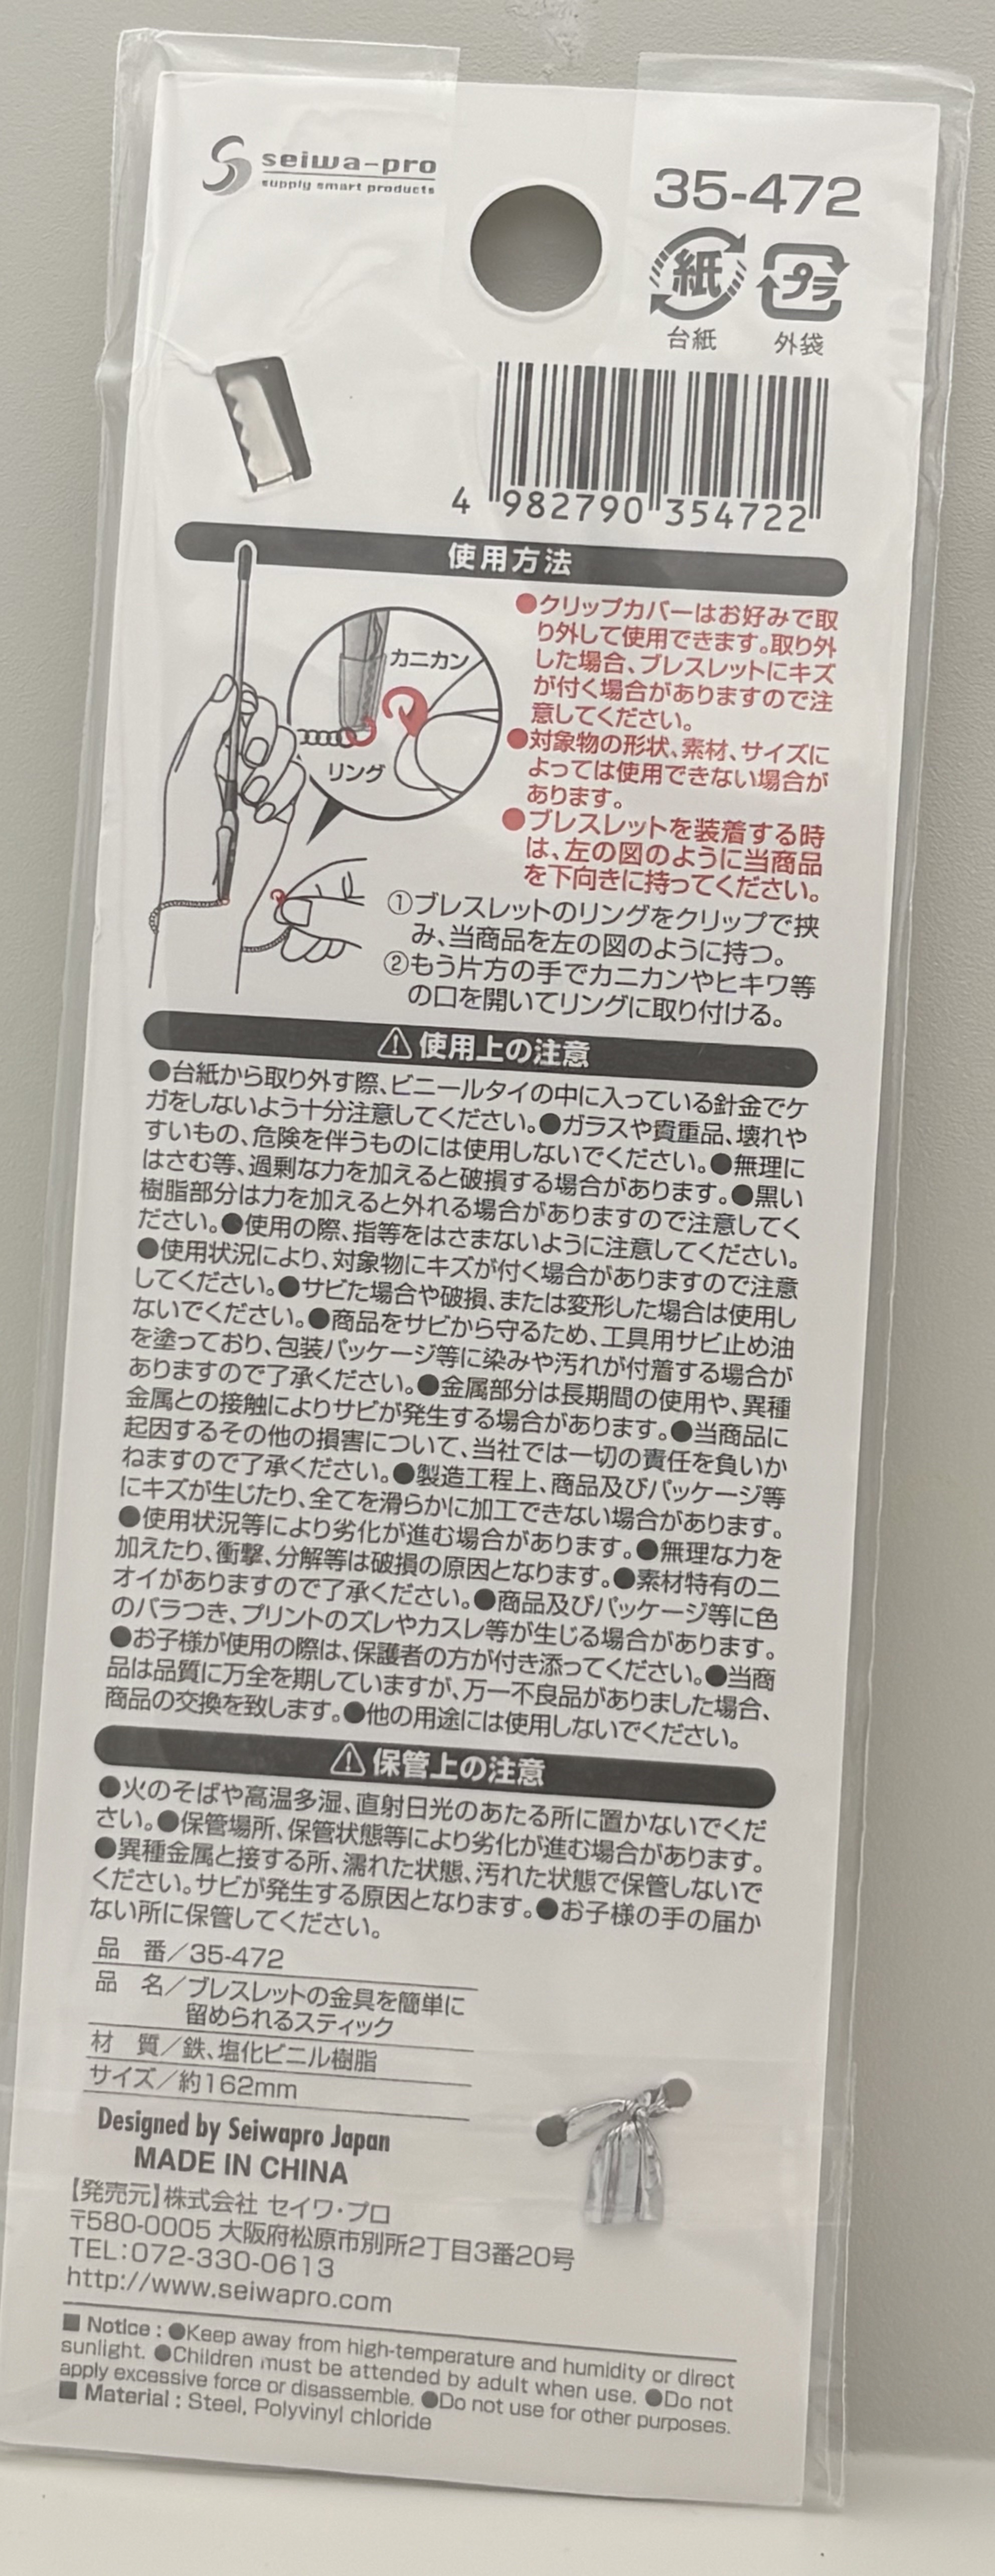 seiwa-pro
supply smart products
35-472
紙
プラ
台紙
外袋
4 982790 354722
使用方法
カニカン
リング
●クリップカバーはお好みで取
り外して使用できます。取り外
した場合、ブレスレットにキズ
が付く場合がありますので注
意してください。
●対象物の形状、素材、サイズに
よっては使用できない場合が
あります。
●ブレスレットを装着する時
は、左の図のように当商品
を下向きに持ってください。
①ブレスレットのリングをクリップで挟
み、当商品を左の図のように持つ。
②もう片方の手でカニカンやヒキワ等
の口を開いてリングに取り付ける。
⚠使用上の注意
●台紙から取り外す際、ビニールタイの中に入っている針金でケ
ガをしないよう十分注意してください。●ガラスや貴重品、壊れや
すいもの、危険を伴うものには使用しないでください。●無理に
はさむ等、過剰な力を加えると破損する場合があります。●黒い
樹脂部分は力を加えると外れる場合がありますので注意してく
ださい。●使用の際、指等をはさまないように注意してください。
●使用状況により、対象物にキズが付く場合がありますので注意
してください。●サビた場合や破損、または変形した場合は使用し
ないでください。●商品をサビから守るため、工具用サビ止め油
を塗っており、包装パッケージ等に染みや汚れが付着する場合が
ありますので了承ください。●金属部分は長期間の使用や、異種
金属との接触によりサビが発生する場合があります。●当商品に
起因するその他の損害について、当社では一切の責任を負いか
ねますので了承ください。●製造工程上、商品及びパッケージ等
にキズが生じたり、全てを滑らかに加工できない場合があります。
●使用状況等により劣化が進む場合があります。●無理な力を
加えたり、衝撃、分解等は破損の原因となります。●素材特有のニ
オイがありますので了承ください。●商品及びパッケージ等に色
のバラつき、プリントのズレやカスレ等が生じる場合があります。
●お子様が使用の際は、保護者の方が付き添ってください。●当商
品は品質に万全を期していますが、万一不良品がありました場合、
商品の交換を致します。●他の用途には使用しないでください。
⚠保管上の注意
●火のそばや高温多湿、直射日光のあたる所に置かないでくだ
さい。●保管場所、保管状態等により劣化が進む場合があります。
●異種金属と接する所、濡れた状態、汚れた状態で保管しないで
ください。サビが発生する原因となります。●お子様の手の届か
ない所に保管してください。
品 番／35-472
品 名／ブレスレットの金具を簡単に
留められるスティック
材 質／鉄、塩化ビニル樹脂
サイズ／約162mm
Designed by Seiwapro Japan
MADE IN CHINA
【発売元】株式会社 セイワ・プロ
〒580-0005 大阪府松原市別所2丁目3番20号
TEL:072-330-0613
http://www.seiwapro.com
■ Notice : ●Keep away from high-temperature and humidity or direct
sunlight. ●Children must be attended by adult when use. ●Do not
apply excessive force or disassemble. ●Do not use for other purposes.
■ Material : Steel, Polyvinyl chloride